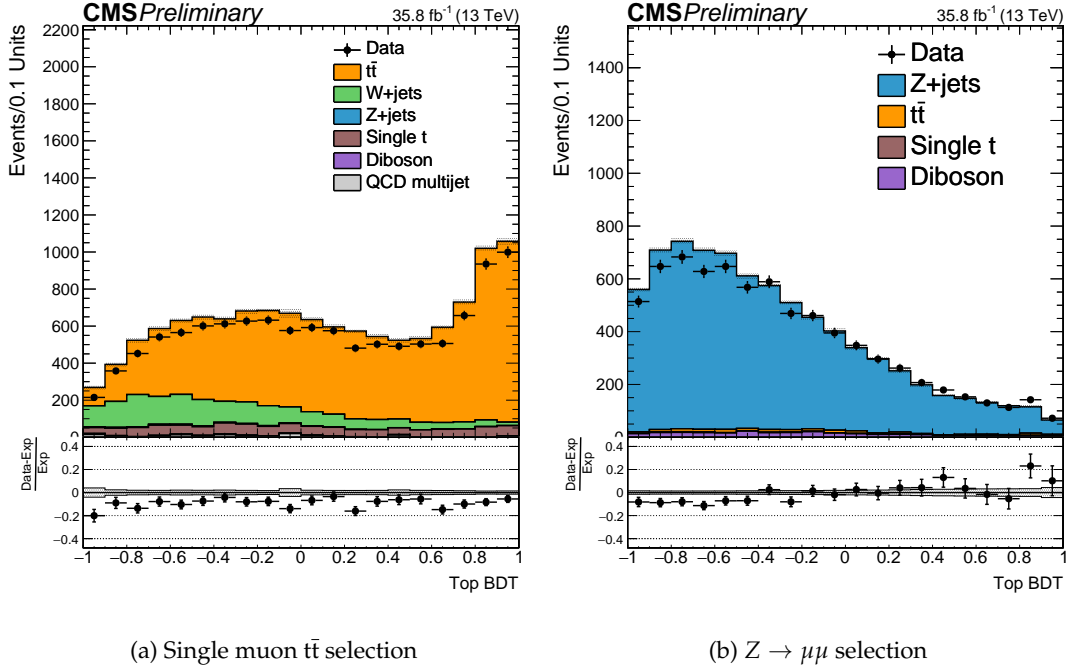 CMS Preliminary 35.8 fb⁻¹ (13 TeV)
Events/0.1 Units
2200
2000
1800
1600
1400
1200
1000
800
600
400
200
0
Data
tt̄
W+jets
Z+jets
Single t
Diboson
QCD multijet
Data-Exp
Exp
0.4
0.2
0
−0.2
−0.4
−1 −0.8 −0.6 −0.4 −0.2 0 0.2 0.4 0.6 0.8 1
Top BDT
(a) Single muon tt̄ selection
CMS Preliminary 35.8 fb⁻¹ (13 TeV)
Events/0.1 Units
1400
1200
1000
800
600
400
200
0
Data
Z+jets
tt̄
Single t
Diboson
Data-Exp
Exp
0.4
0.2
0
−0.2
−0.4
−1 −0.8 −0.6 −0.4 −0.2 0 0.2 0.4 0.6 0.8 1
Top BDT
(b) Z → μμ selection